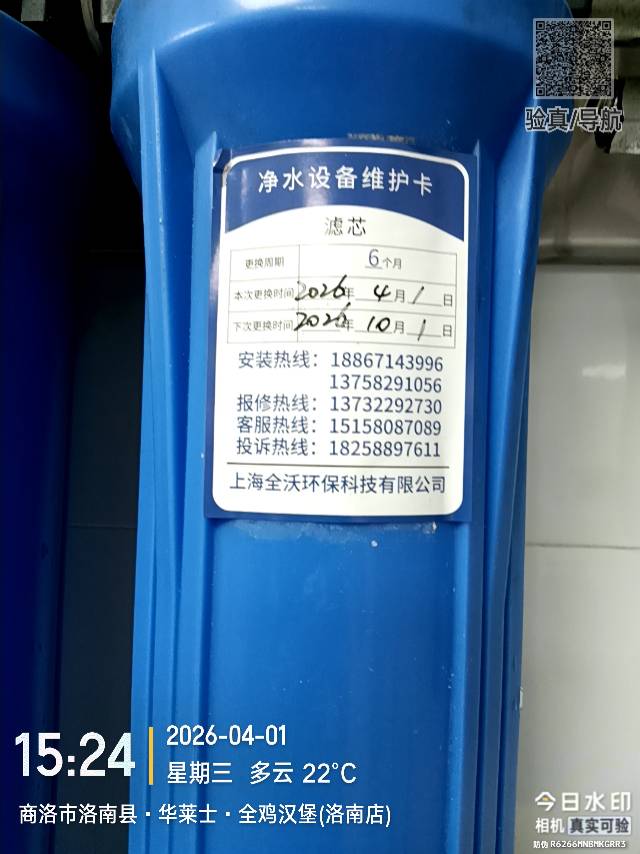 验真/导航
净水设备维护卡
滤芯
更换周期 6个月
本次更换时间 2026年 4月 1日
下次更换时间 2026年 10月 1日
安装热线：18867143996
13758291056
报修热线：13732292730
客服热线：15158087089
投诉热线：18258897611
上海全沃环保科技有限公司
15:24
2026-04-01
星期三 多云 22℃
商洛市洛南县·华莱士·全鸡汉堡(洛南店)
今日水印
相机 真实可验
防伪 R6266MNBMKGRR3